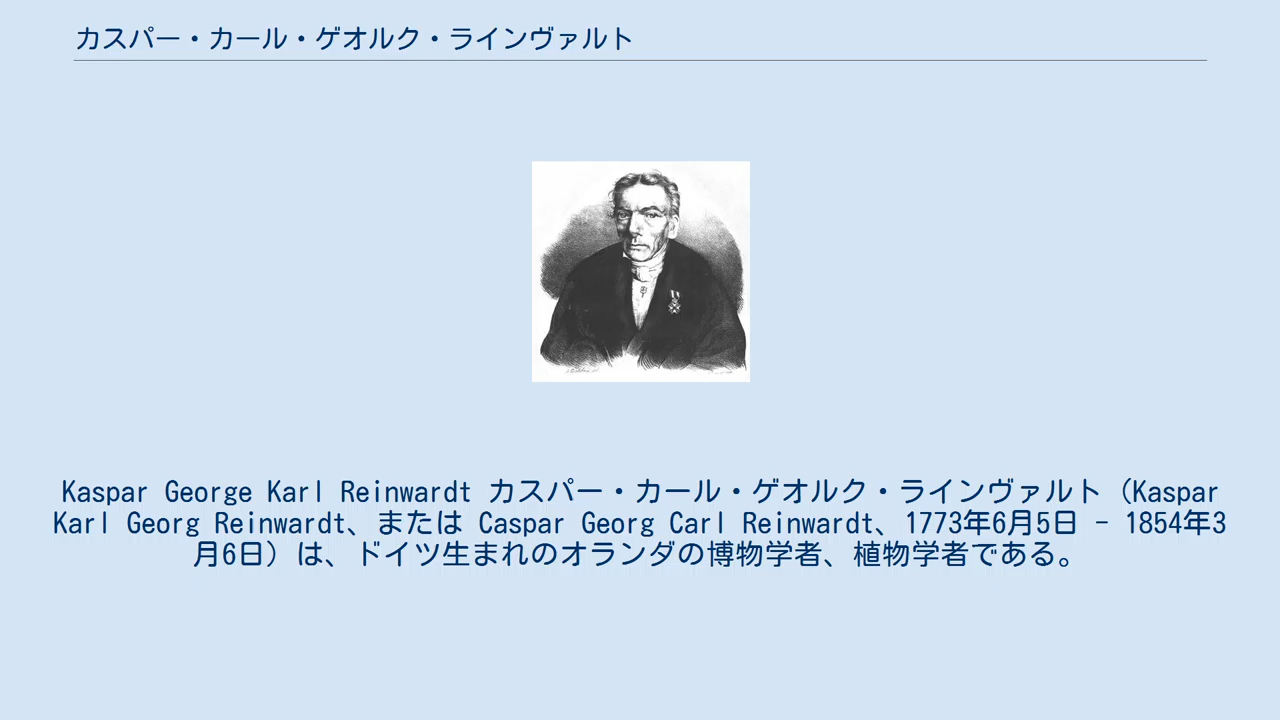 カスパー・カール・ゲオルク・ラインヴァルト
Kaspar George Karl Reinwardt カスパー・カール・ゲオルク・ラインヴァルト（Kaspar
Karl Georg Reinwardt、または Caspar Georg Carl Reinwardt、1773年6月5日 - 1854年3
月6日）は、ドイツ生まれのオランダの博物学者、植物学者である。